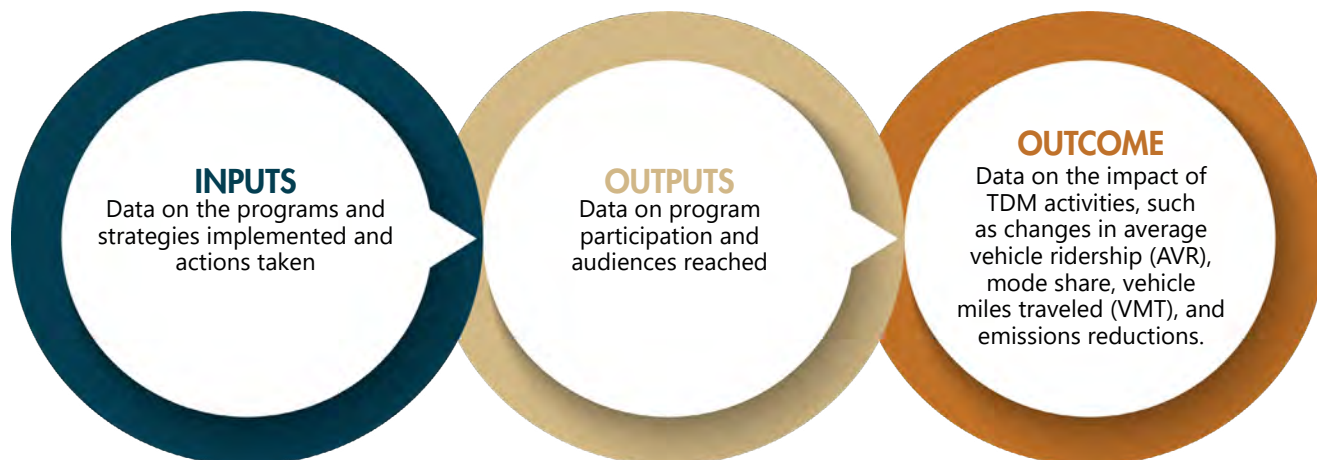 INPUTS
Data on the programs and
strategies implemented and
actions taken
OUTPUTS
Data on program
participation and
audiences reached
OUTCOME
Data on the impact of
TDM activities, such
as changes in average
vehicle ridership (AVR),
mode share, vehicle
miles traveled (VMT), and
emissions reductions.